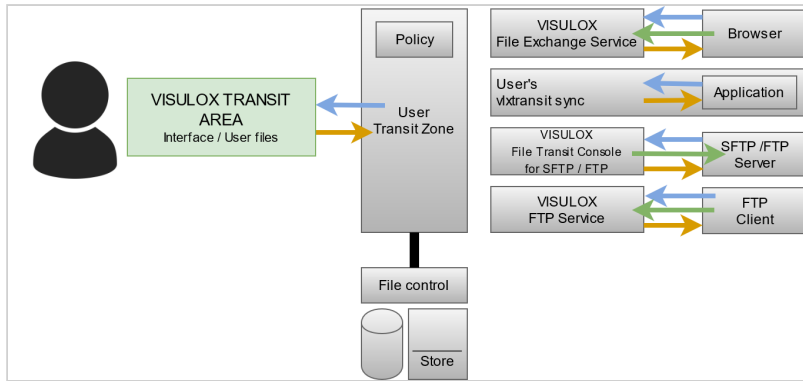 VISULOX TRANSIT
AREA
Interface / User files
Policy
User
Transit Zone
File control
Store
VISULOX
File Exchange Service
Browser
User's
vlxtransit sync
Application
VISULOX
File Transit Console
for SFTP / FTP
SFTP /FTP
Server
VISULOX
FTP Service
FTP
Client